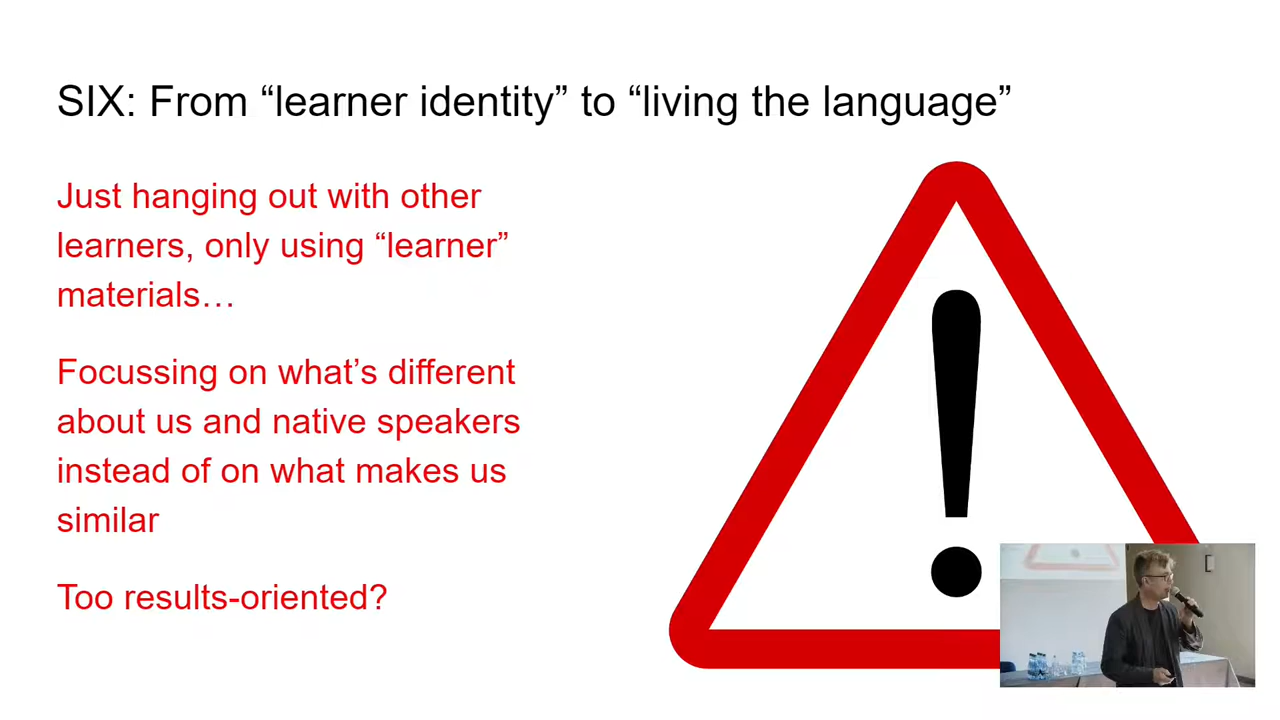 SIX: From “learner identity” to “living the language”
Just hanging out with other
learners, only using “learner”
materials…
Focussing on what’s different
about us and native speakers
instead of on what makes us
similar
Too results-oriented?